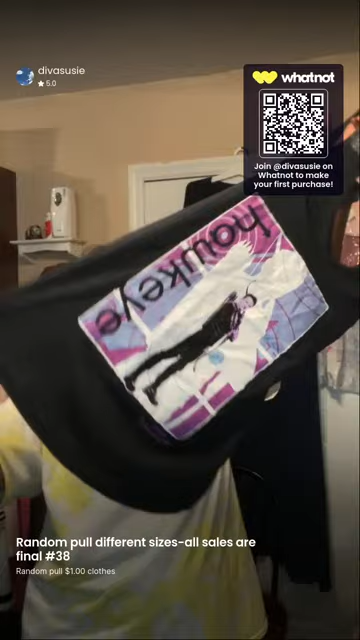 divasusie
★ 5.0
whatnot
Join @divasusie on
Whatnot to make
your first purchase!
hawkeye
Random pull different sizes-all sales are
final #38
Random pull $1.00 clothes